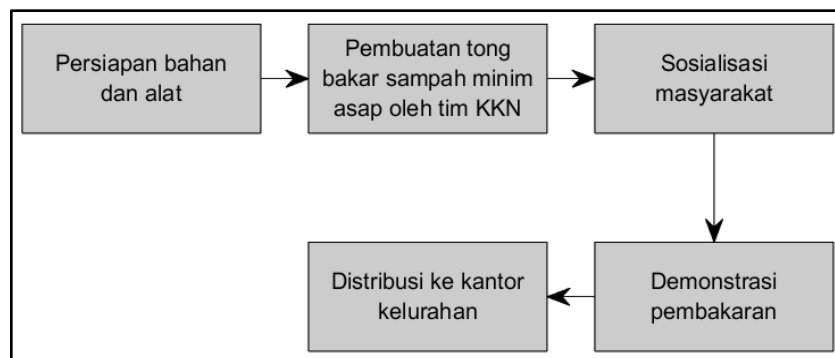 Persiapan bahan
dan alat
Pembuatan tong
bakar sampah minim
asap oleh tim KKN
Sosialisasi
masyarakat
Demonstrasi
pembakaran
Distribusi ke kantor
kelurahan